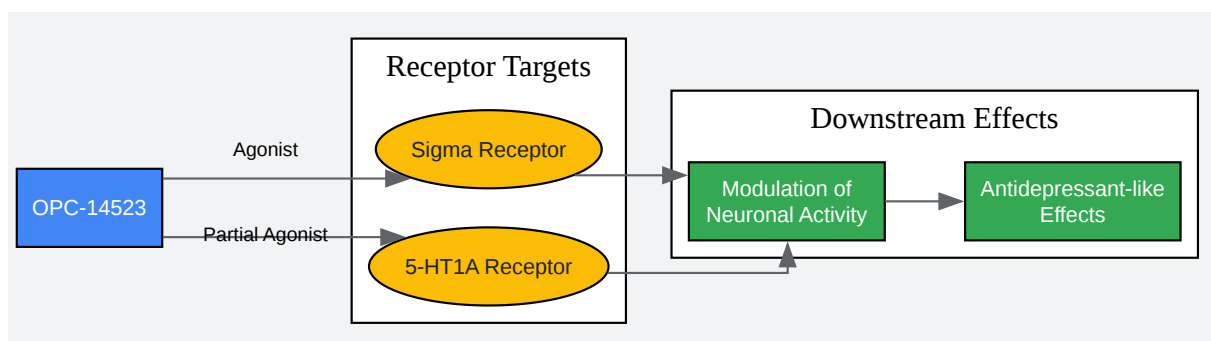 Receptor Targets
Downstream Effects
Agonist
Sigma Receptor
OPC-14523
Modulation of
Neuronal Activity
Antidepressant-like
Effects
Partial Agonist
5-HT1A Receptor